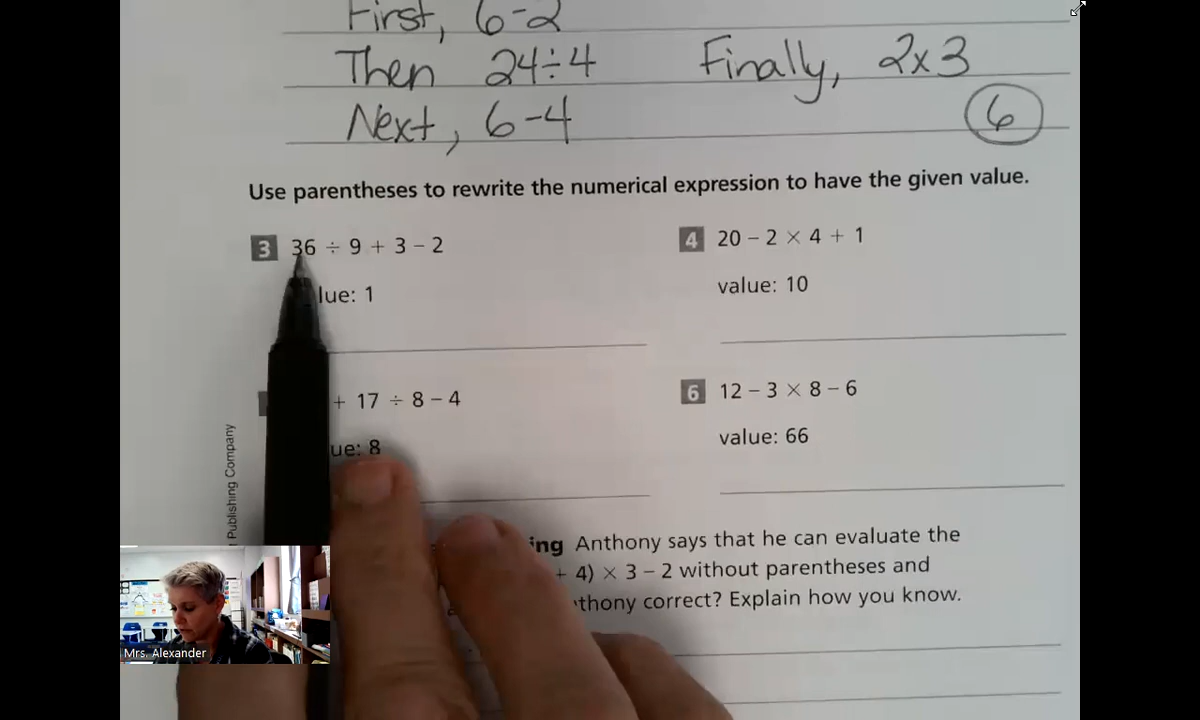 First, 6-2
Then 24÷4 Finally, 2x3
Next, 6-4 6
Use parentheses to rewrite the numerical expression to have the given value.
3 36 ÷ 9 + 3 − 2
lue: 1
4 20 − 2 × 4 + 1
value: 10
+ 17 ÷ 8 − 4
ue: 8
6 12 − 3 × 8 − 6
value: 66
Publishing Company
ing Anthony says that he can evaluate the
+ 4) × 3 − 2 without parentheses and
thony correct? Explain how you know.
Mrs. Alexander